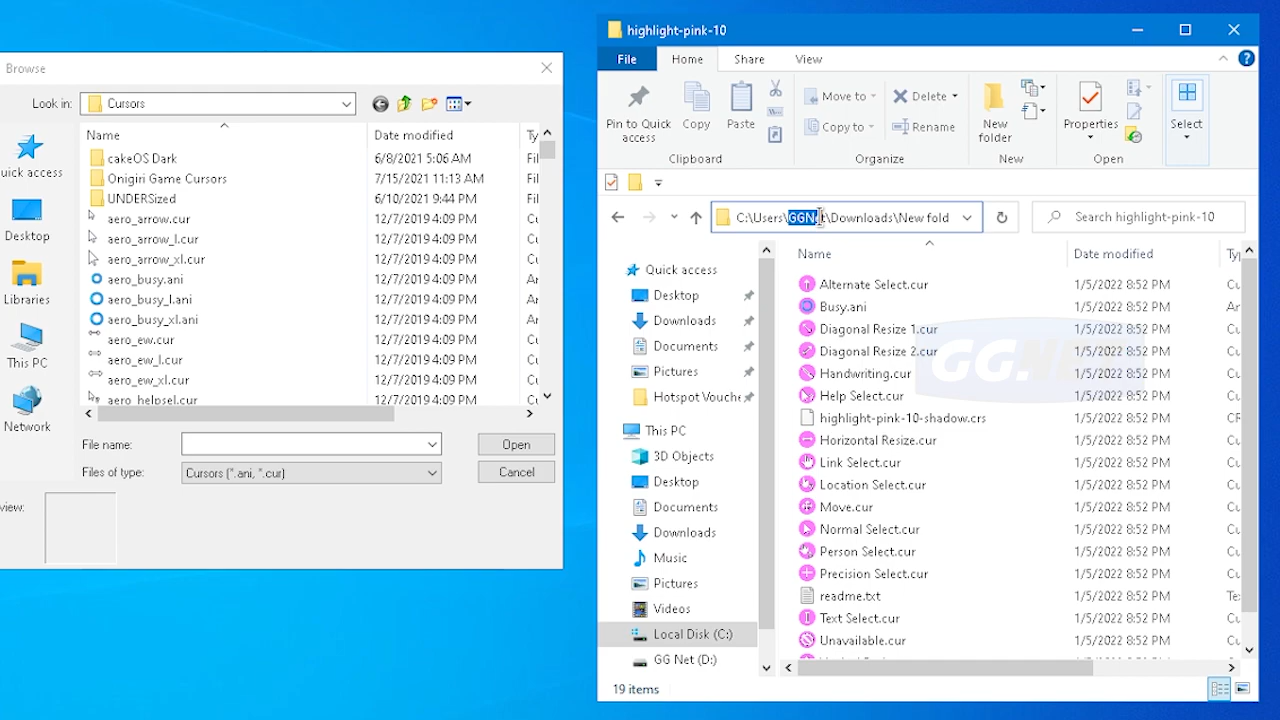 Browse
Look in:
Cursors
Name
Date modified
Ty
cakeOS Dark
6/8/2021 5:06 AM
Fil
Onigiri Game Cursors
7/15/2021 11:13 AM
Fil
UNDERSized
6/10/2021 9:44 PM
Fil
aero_arrow.cur
12/7/2019 4:09 PM
Cu
aero_arrow_l.cur
12/7/2019 4:09 PM
Cu
aero_arrow_xl.cur
12/7/2019 4:09 PM
Cu
aero_busy.ani
12/7/2019 4:09 PM
Ar
aero_busy_l.ani
12/7/2019 4:09 PM
Ar
aero_busy_xl.ani
12/7/2019 4:09 PM
Ar
aero_ew.cur
12/7/2019 4:09 PM
Cu
aero_ew_l.cur
12/7/2019 4:09 PM
Cu
aero_ew_xl.cur
12/7/2019 4:09 PM
Cu
aero_helpsel.cur
12/7/2019 4:09 PM
Cu
uick access
Desktop
Libraries
This PC
Network
File name:
Open
Files of type:
Cursors (*.ani, *.cur)
Cancel
view:
highlight-pink-10
File
Home
Share
View
Pin to Quick access
Copy
Paste
Clipboard
Move to
Copy to
Delete
Rename
Organize
New folder
New
Properties
Open
Select
C:\Users\GGNet\Downloads\New fold
Search highlight-pink-10
Quick access
Desktop
Downloads
Documents
Pictures
Hotspot Vouche
This PC
3D Objects
Desktop
Documents
Downloads
Music
Pictures
Videos
Local Disk (C:)
GG Net (D:)
Name
Date modified
Ty
Alternate Select.cur
1/5/2022 8:52 PM
Cu
Busy.ani
1/5/2022 8:52 PM
Ar
Diagonal Resize 1.cur
1/5/2022 8:52 PM
Cu
Diagonal Resize 2.cur
1/5/2022 8:52 PM
Cu
Handwriting.cur
1/5/2022 8:52 PM
Cu
Help Select.cur
1/5/2022 8:52 PM
Cu
highlight-pink-10-shadow.crs
1/5/2022 8:52 PM
CR
Horizontal Resize.cur
1/5/2022 8:52 PM
Cu
Link Select.cur
1/5/2022 8:52 PM
Cu
Location Select.cur
1/5/2022 8:52 PM
Cu
Move.cur
1/5/2022 8:52 PM
Cu
Normal Select.cur
1/5/2022 8:52 PM
Cu
Person Select.cur
1/5/2022 8:52 PM
Cu
Precision Select.cur
1/5/2022 8:52 PM
Cu
readme.txt
1/5/2022 8:52 PM
Te
Text Select.cur
1/5/2022 8:52 PM
Cu
Unavailable.cur
1/5/2022 8:52 PM
Cu
GG.NET
19 items